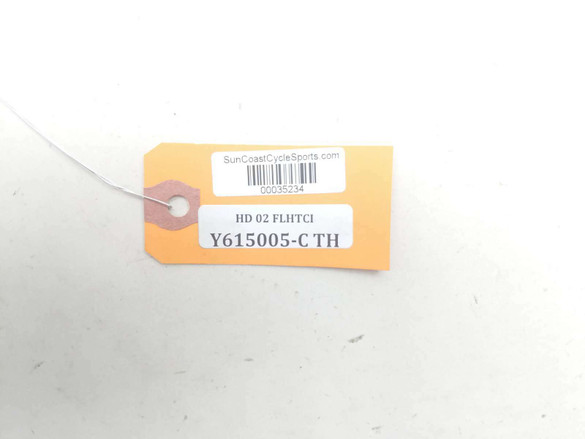 SunCoastCycleSports.com
00035234
HD 02 FLHTCI
Y615005-C TH